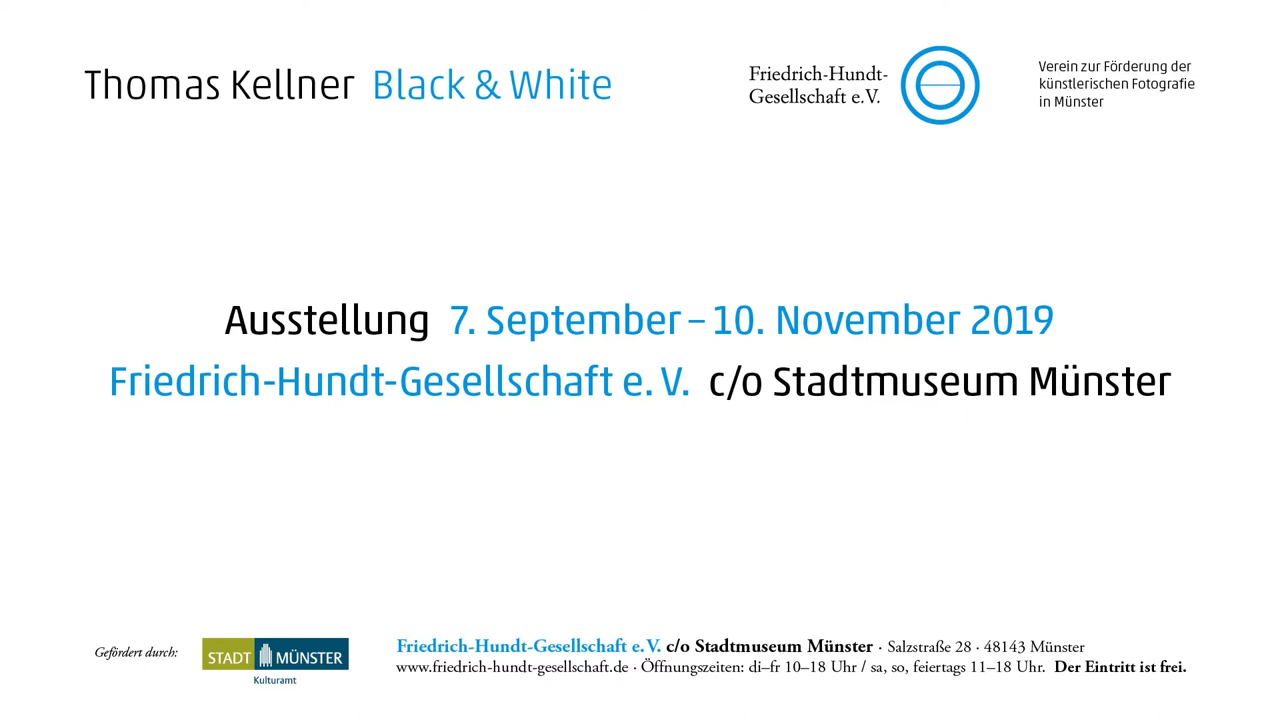 Thomas Kellner Black & White
Friedrich-Hundt-
Gesellschaft e.V.
Verein zur Förderung der
künstlerischen Fotografie
in Münster
Ausstellung 7. September – 10. November 2019
Friedrich-Hundt-Gesellschaft e. V. c/o Stadtmuseum Münster
Gefördert durch:
STADT MÜNSTER
Kulturamt
Friedrich-Hundt-Gesellschaft e. V. c/o Stadtmuseum Münster · Salzstraße 28 · 48143 Münster
www.friedrich-hundt-gesellschaft.de · Öffnungszeiten: di–fr 10–18 Uhr / sa, so, feiertags 11–18 Uhr. Der Eintritt ist frei.